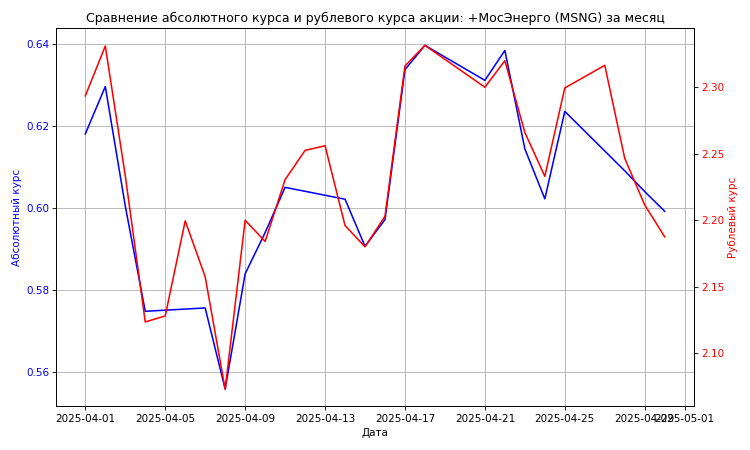 Сравнение абсолютного курса и рублевого курса акции: +МосЭнерго (MSNG) за месяц
0.64
0.62
0.60
0.58
0.56
Абсолютный курс
2.30
2.25
2.20
2.15
2.10
Рублевый курс
2025-04-01 2025-04-05 2025-04-09 2025-04-13 2025-04-17 2025-04-21 2025-04-25 2025-04-29 2025-05-01
Дата